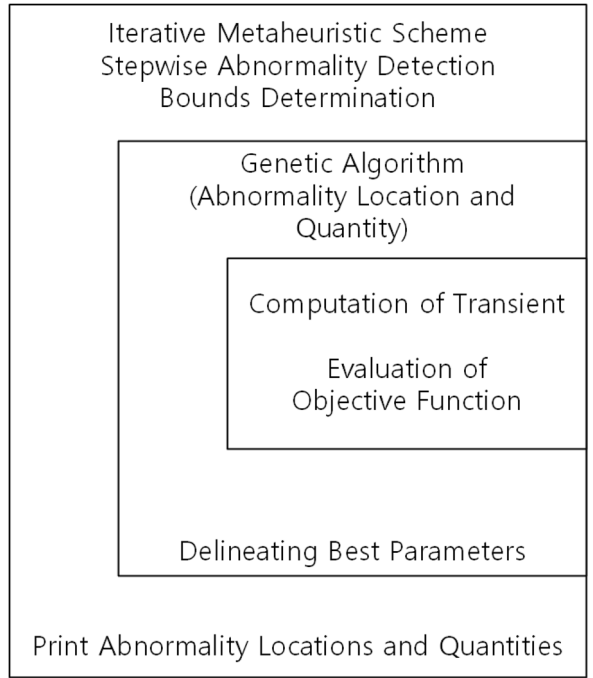 Iterative Metaheuristic Scheme
Stepwise Abnormality Detection
Bounds Determination
Genetic Algorithm
(Abnormality Location and
Quantity)
Computation of Transient
Evaluation of
Objective Function
Delineating Best Parameters
Print Abnormality Locations and Quantities